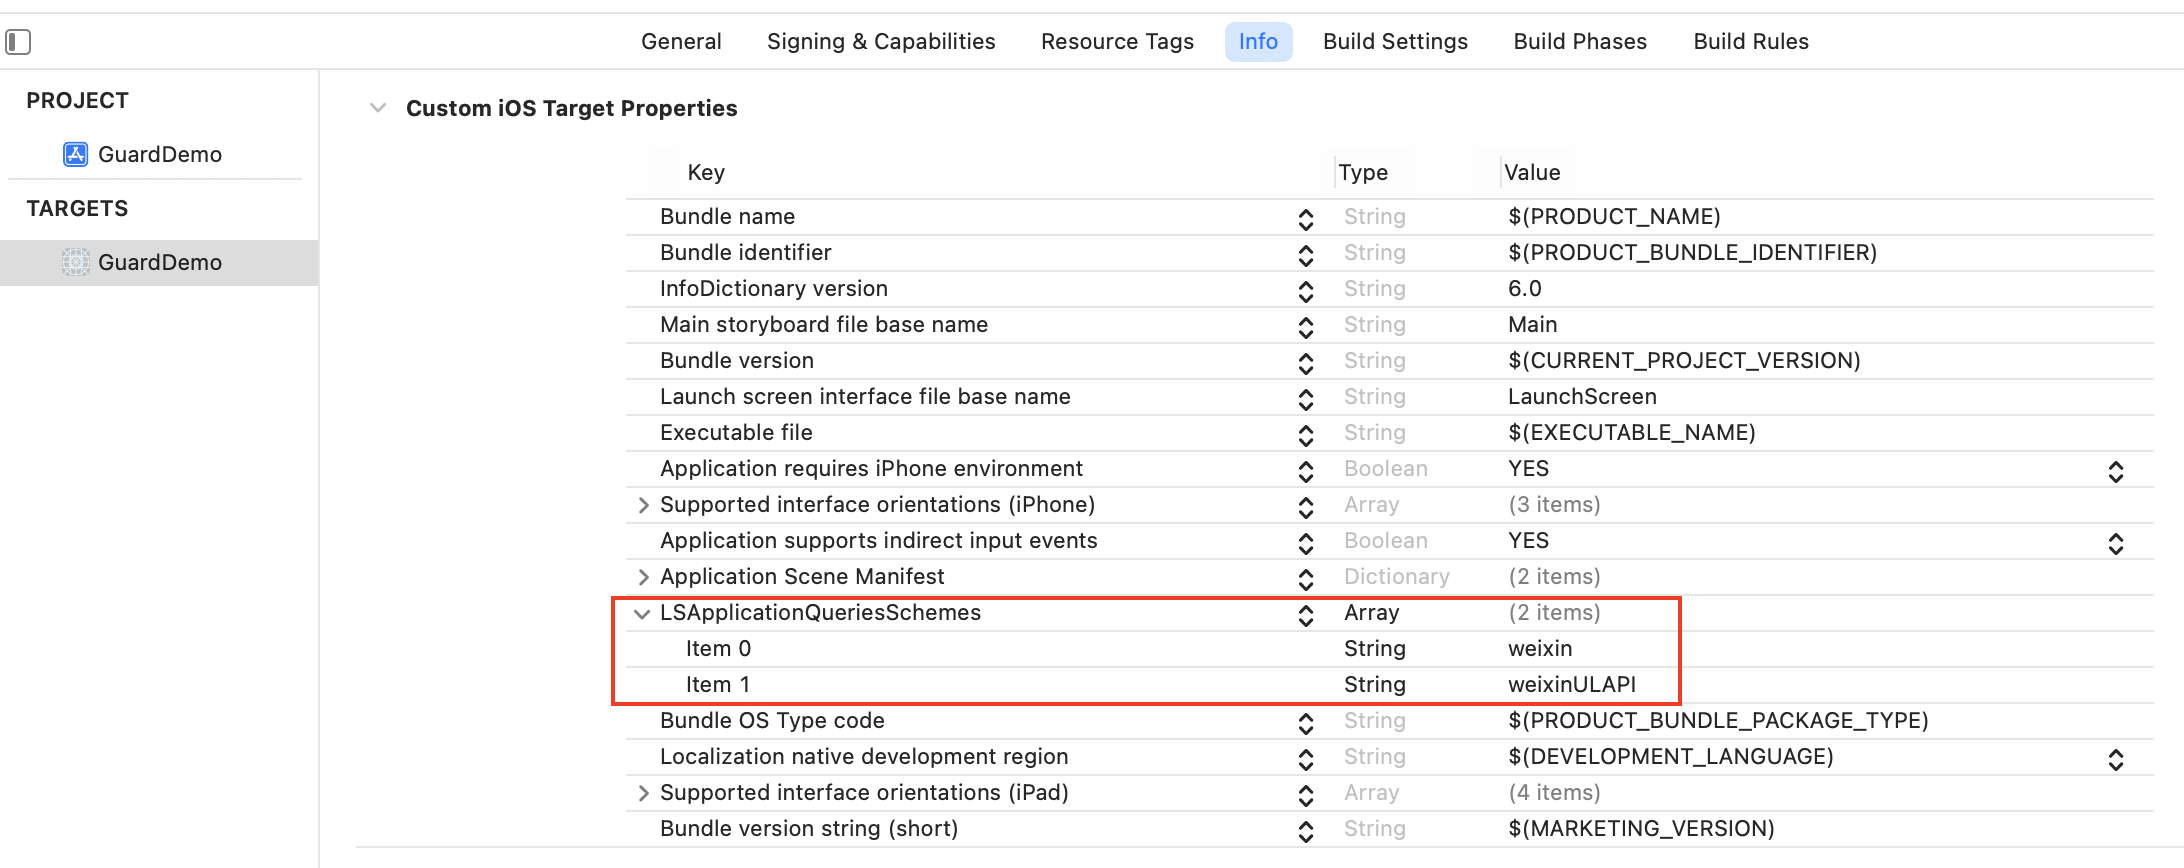 General Signing & Capabilities Resource Tags Info Build Settings Build Phases Build Rules
PROJECT
GuardDemo
TARGETS
GuardDemo
Custom iOS Target Properties
Key Type Value
Bundle name String $(PRODUCT_NAME)
Bundle identifier String $(PRODUCT_BUNDLE_IDENTIFIER)
InfoDictionary version String 6.0
Main storyboard file base name String Main
Bundle version String $(CURRENT_PROJECT_VERSION)
Launch screen interface file base name String LaunchScreen
Executable file String $(EXECUTABLE_NAME)
Application requires iPhone environment Boolean YES
Supported interface orientations (iPhone) Array (3 items)
Application supports indirect input events Boolean YES
Application Scene Manifest Dictionary (2 items)
LSApplicationQueriesSchemes Array (2 items)
Item 0 String weixin
Item 1 String weixinULAPI
Bundle OS Type code String $(PRODUCT_BUNDLE_PACKAGE_TYPE)
Localization native development region String $(DEVELOPMENT_LANGUAGE)
Supported interface orientations (iPad) Array (4 items)
Bundle version string (short) String $(MARKETING_VERSION)